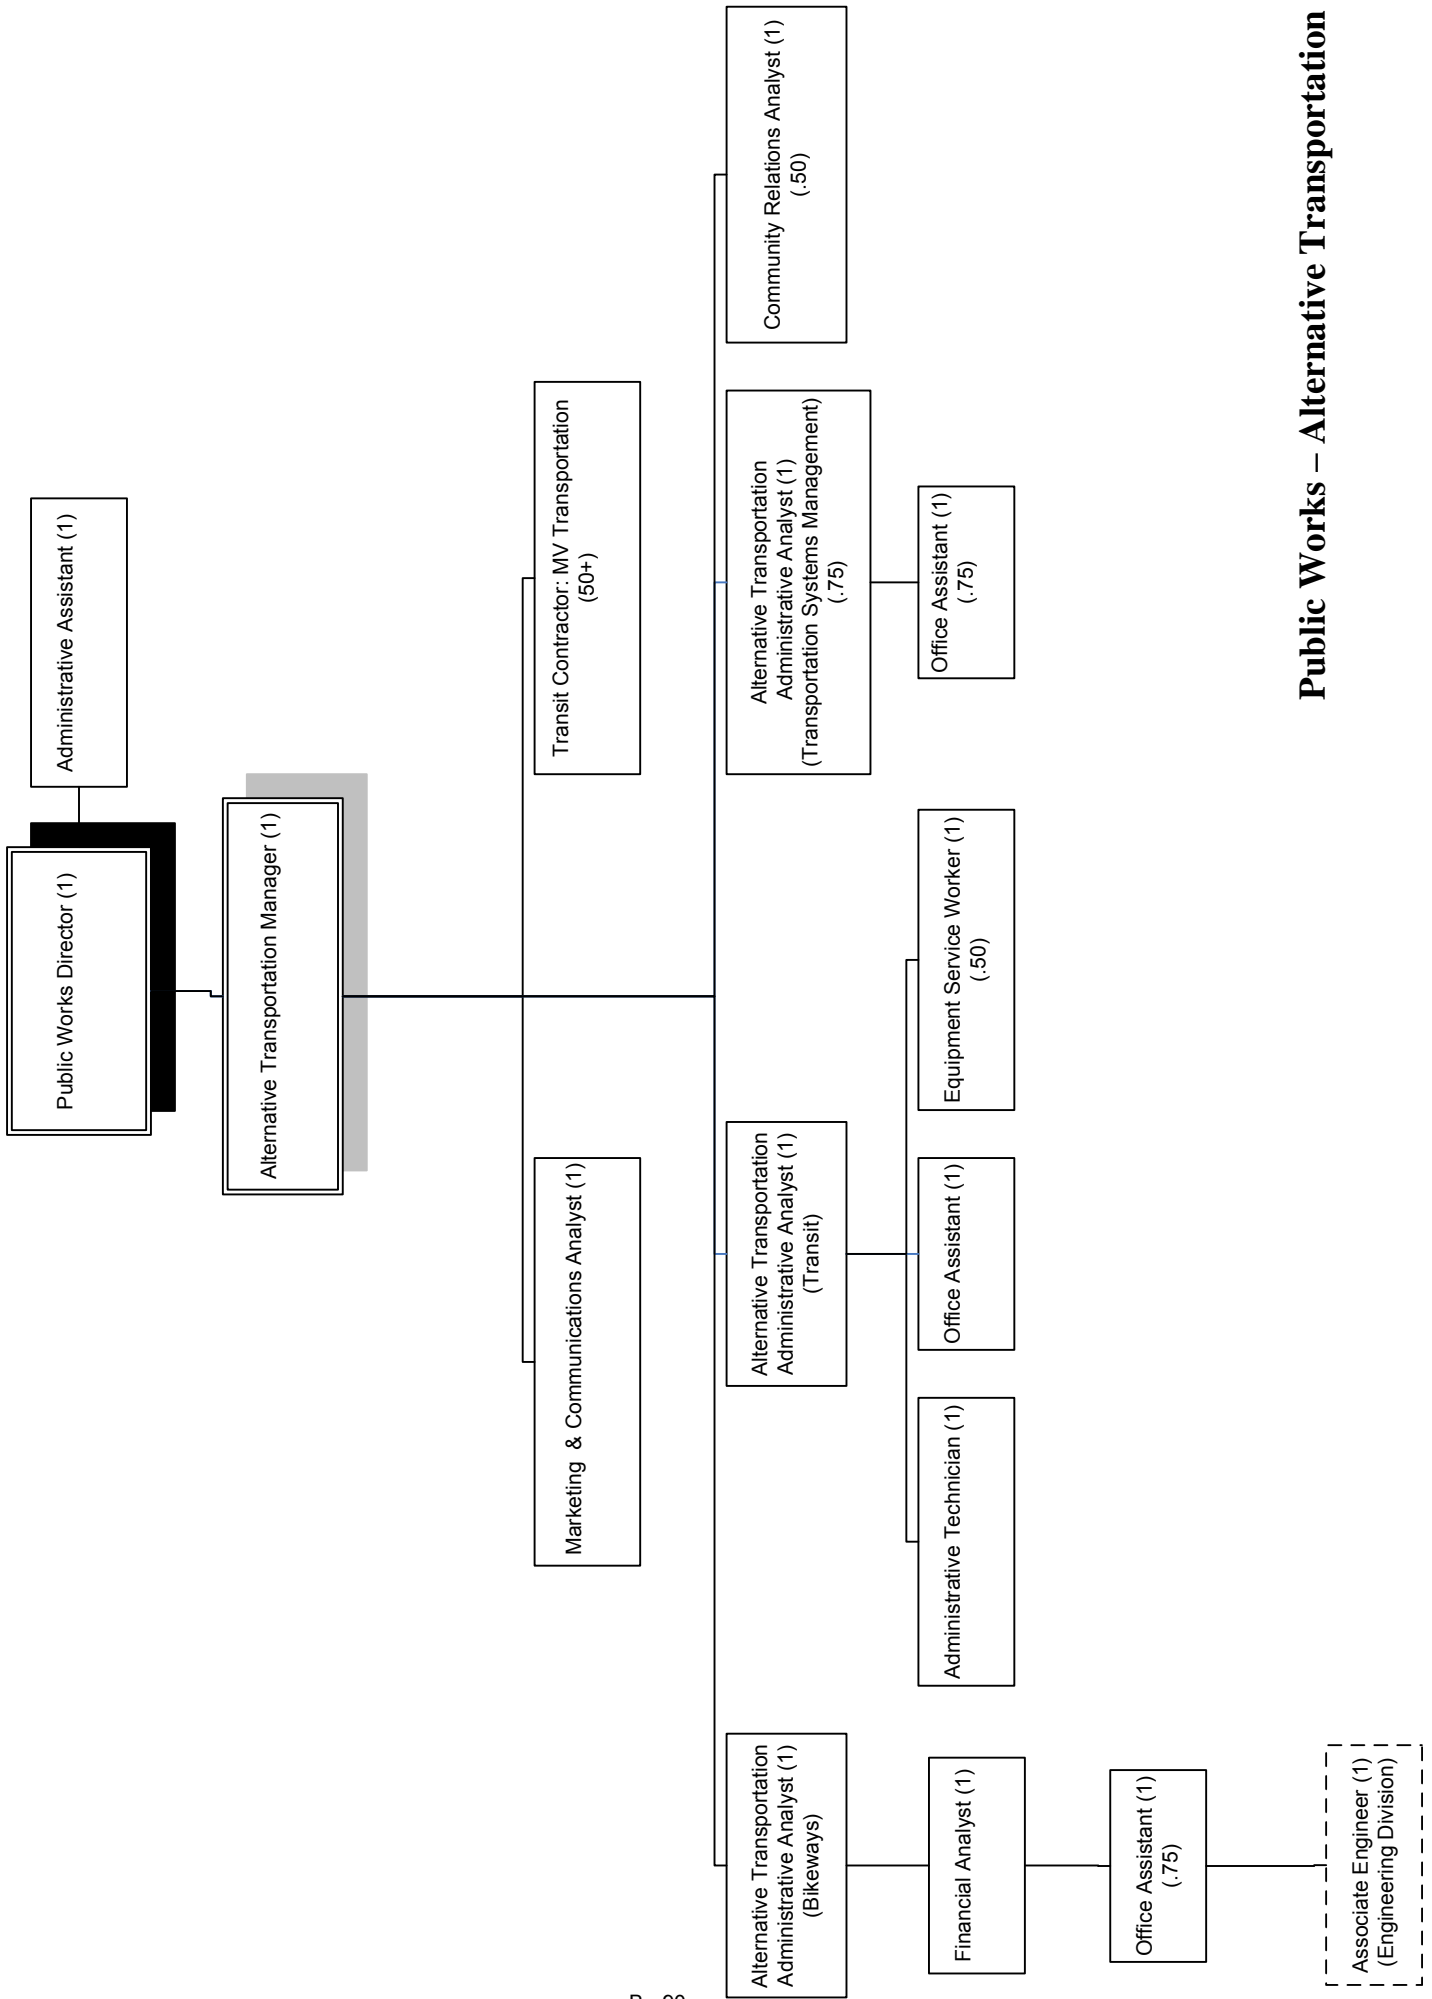 Public Works Director (1)
Administrative Assistant (1)
Alternative Transportation Manager (1)
Marketing & Communications Analyst (1)
Transit Contractor: MV Transportation
(50+)
Alternative Transportation
Administrative Analyst (1)
(Bikeways)
Alternative Transportation
Administrative Analyst (1)
(Transit)
Alternative Transportation
Administrative Analyst (1)
(Transportation Systems Management)
(.75)
Community Relations Analyst (1)
(.50)
Financial Analyst (1)
Administrative Technician (1)
Office Assistant (1)
Equipment Service Worker (1)
(.50)
Office Assistant (1)
(.75)
Office Assistant (1)
(.75)
Associate Engineer (1)
(Engineering Division)
Public Works – Alternative Transportation